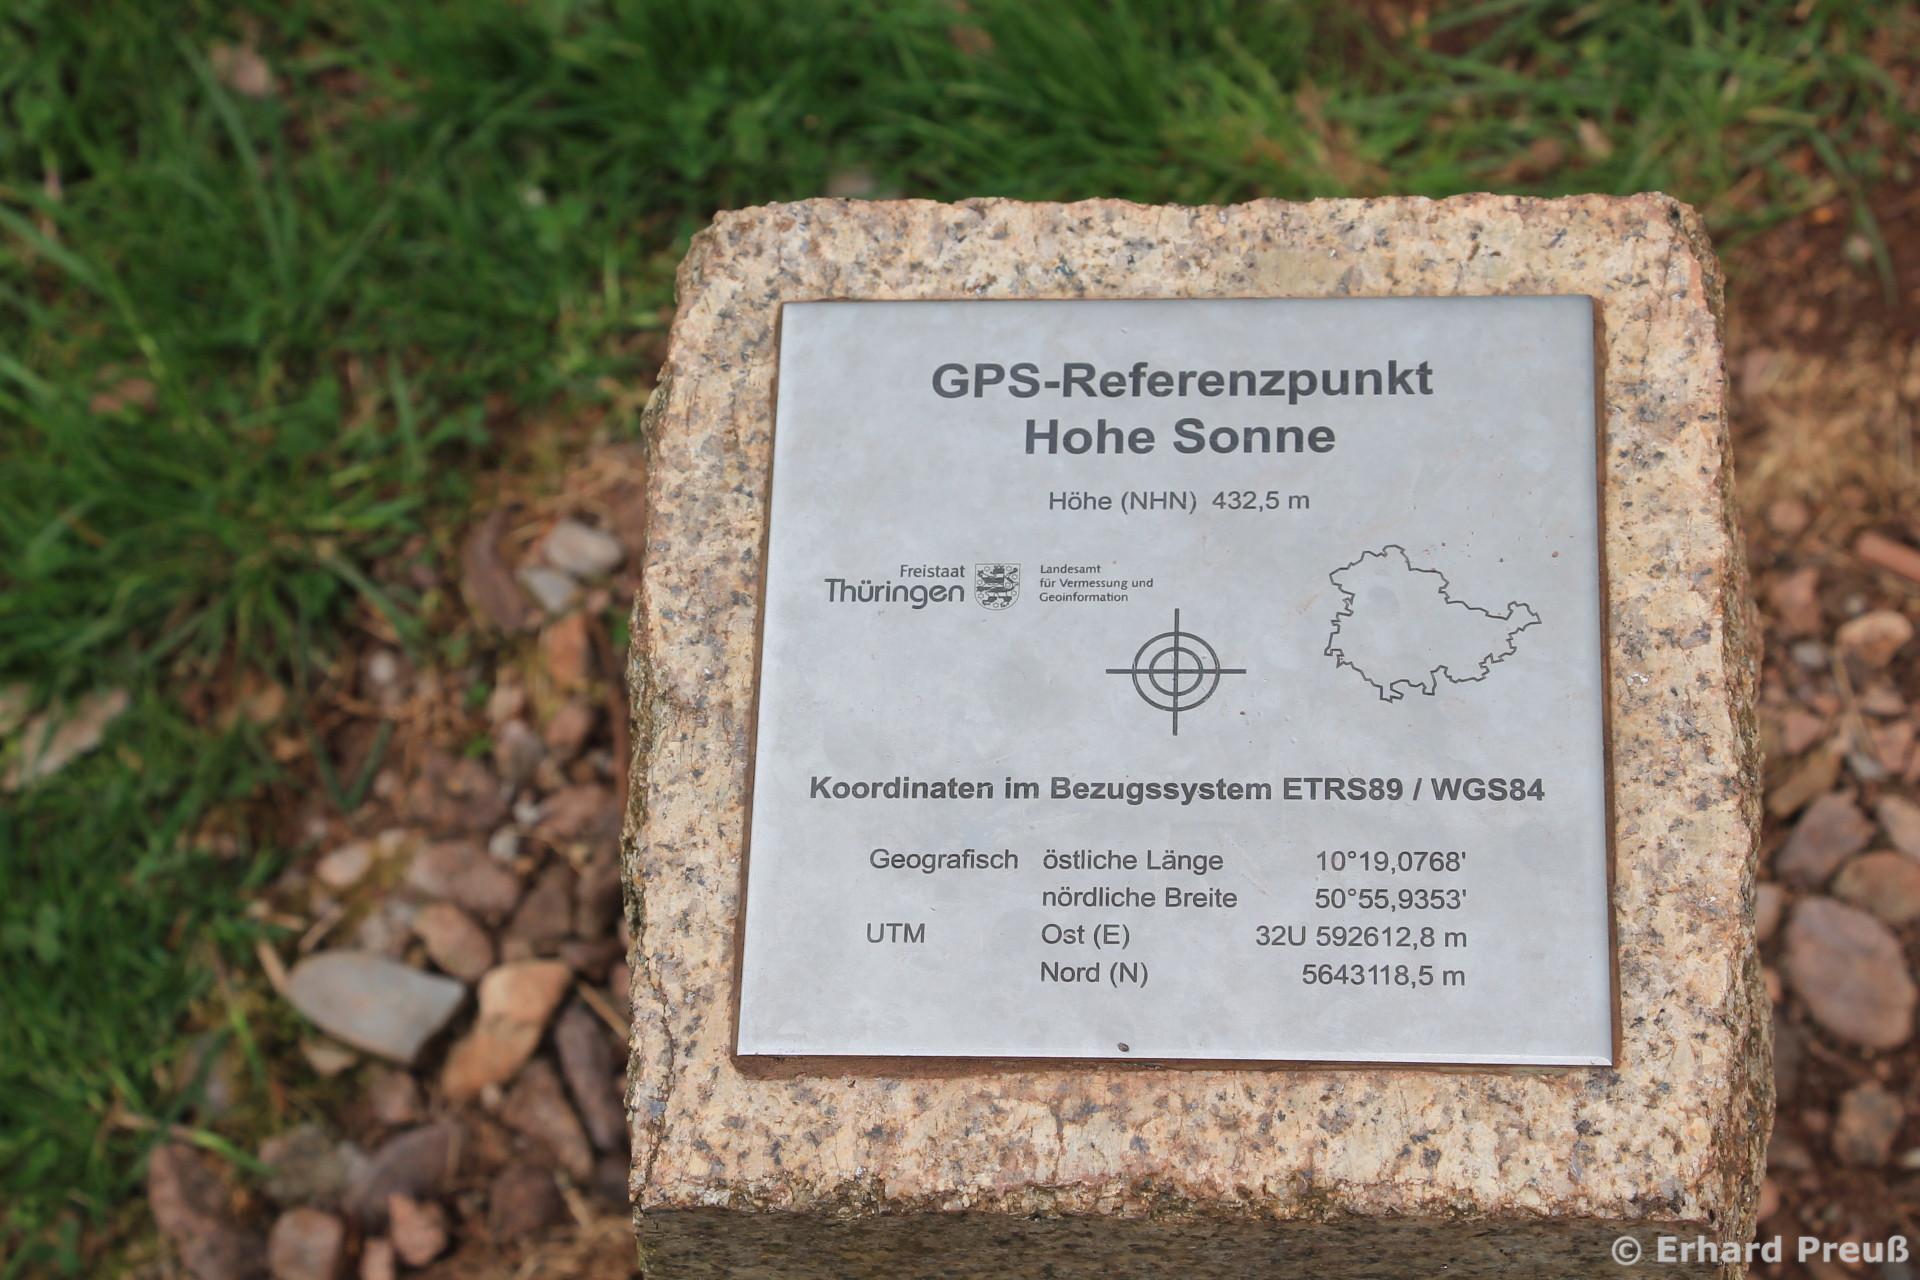 GPS-Referenzpunkt
Hohe Sonne
Höhe (NHN) 432,5 m
Freistaat
Thüringen
Landesamt
für Vermessung und
Geoinformation
Koordinaten im Bezugssystem ETRS89 / WGS84
Geografisch östliche Länge 10°19,0768'
nördliche Breite 50°55,9353'
UTM Ost (E) 32U 592612,8 m
Nord (N) 5643118,5 m
© Erhard Preuß